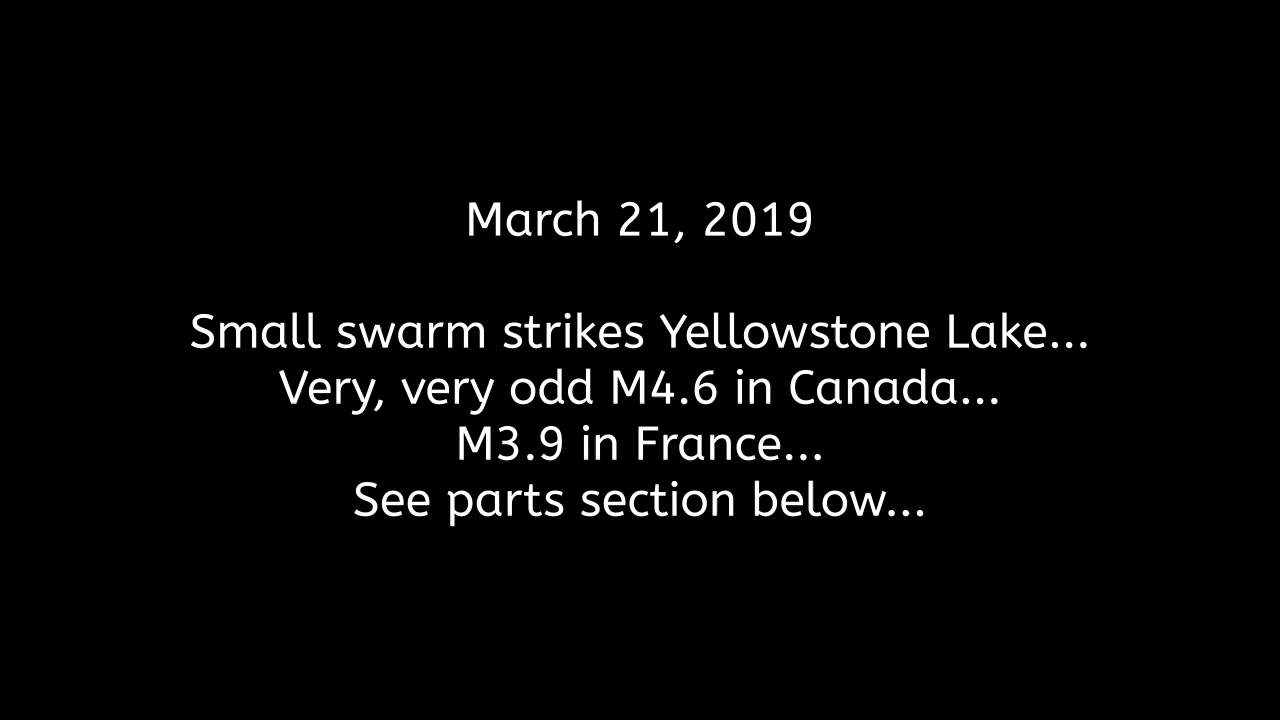 March 21, 2019
Small swarm strikes Yellowstone Lake...
Very, very odd M4.6 in Canada...
M3.9 in France...
See parts section below...